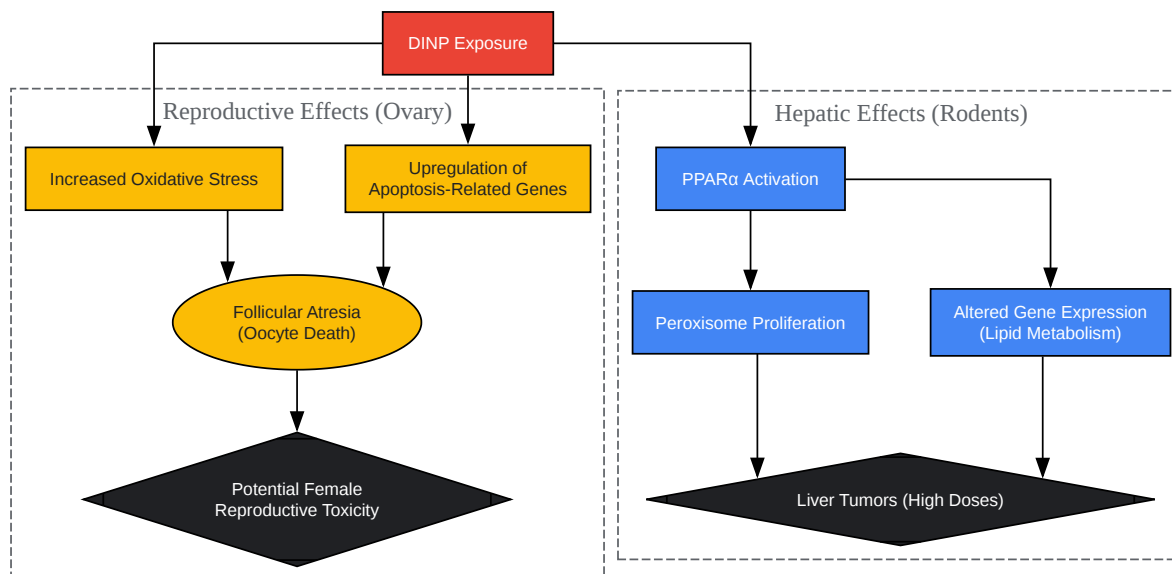 DINP Exposure
Reproductive Effects (Ovary)
Hepatic Effects (Rodents)
Increased Oxidative Stress
Upregulation of
Apoptosis-Related Genes
PPARα Activation
Follicular Atresia
(Oocyte Death)
Peroxisome Proliferation
Altered Gene Expression
(Lipid Metabolism)
Potential Female
Reproductive Toxicity
Liver Tumors (High Doses)